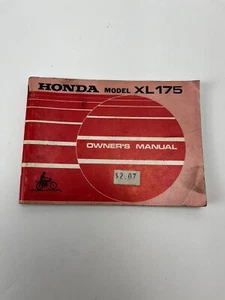 HONDA MODEL XL175
OWNER'S MANUAL
$2.07